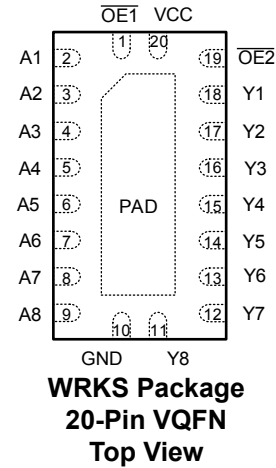 OE1 VCC
1 20
A1 2 19 OE2
A2 3 18 Y1
A3 4 17 Y2
A4 5 16 Y3
A5 6 PAD 15 Y4
A6 7 14 Y5
A7 8 13 Y6
A8 9 12 Y7
10 11
GND Y8
WRKS Package
20-Pin VQFN
Top View